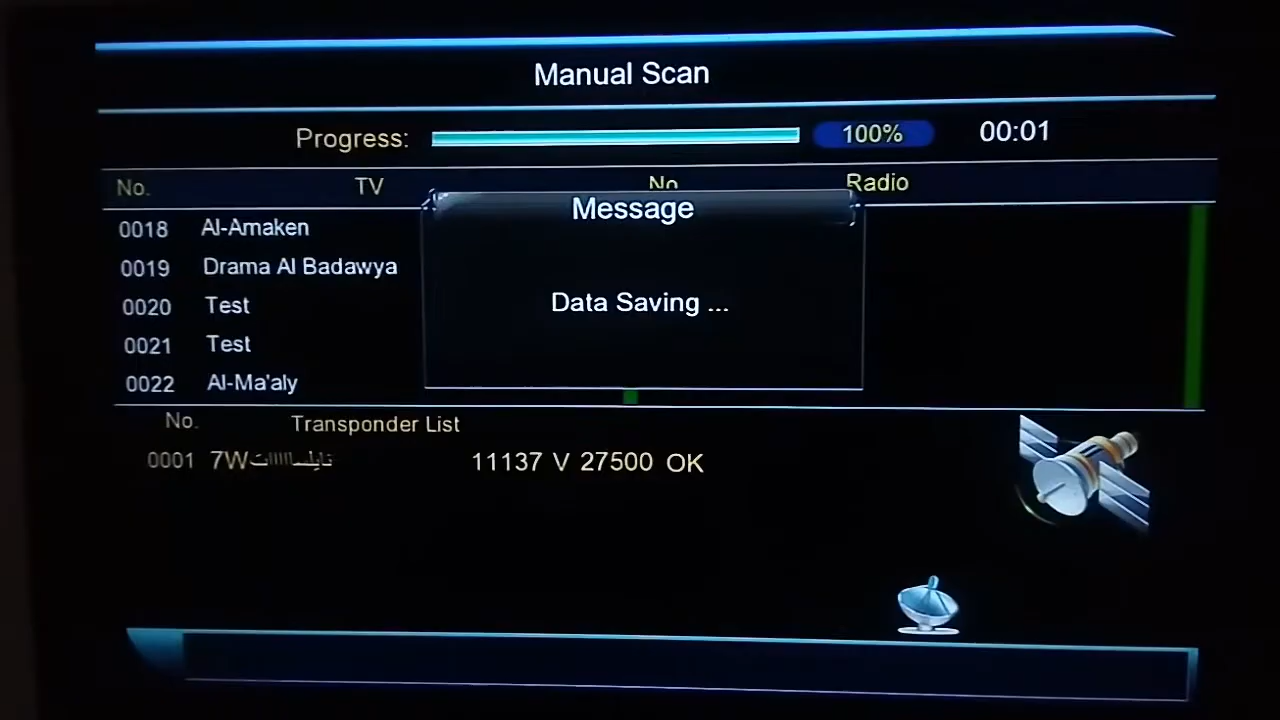 Manual Scan
Progress: 100% 00:01
No. TV No. Radio
Message
0018 Al-Amaken
0019 Drama Al Badawya
Data Saving ...
0020 Test
0021 Test
0022 Al-Ma'aly
No. Transponder List
0001 7W 11137 V 27500 OK